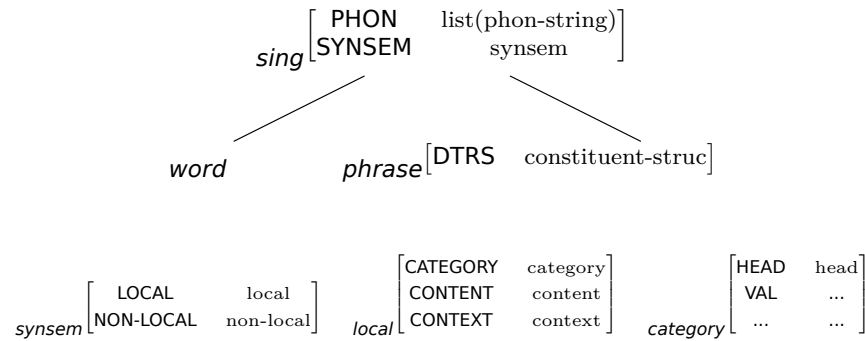 PHON list(phon-string)
SYNSEM synsem
sing
word
phrase DTRS constituent-struc
CATEGORY category
HEAD head
LOCAL local
CONTENT content
VAL ...
NON-LOCAL non-local
CONTEXT context
... ...
synsem
local
category